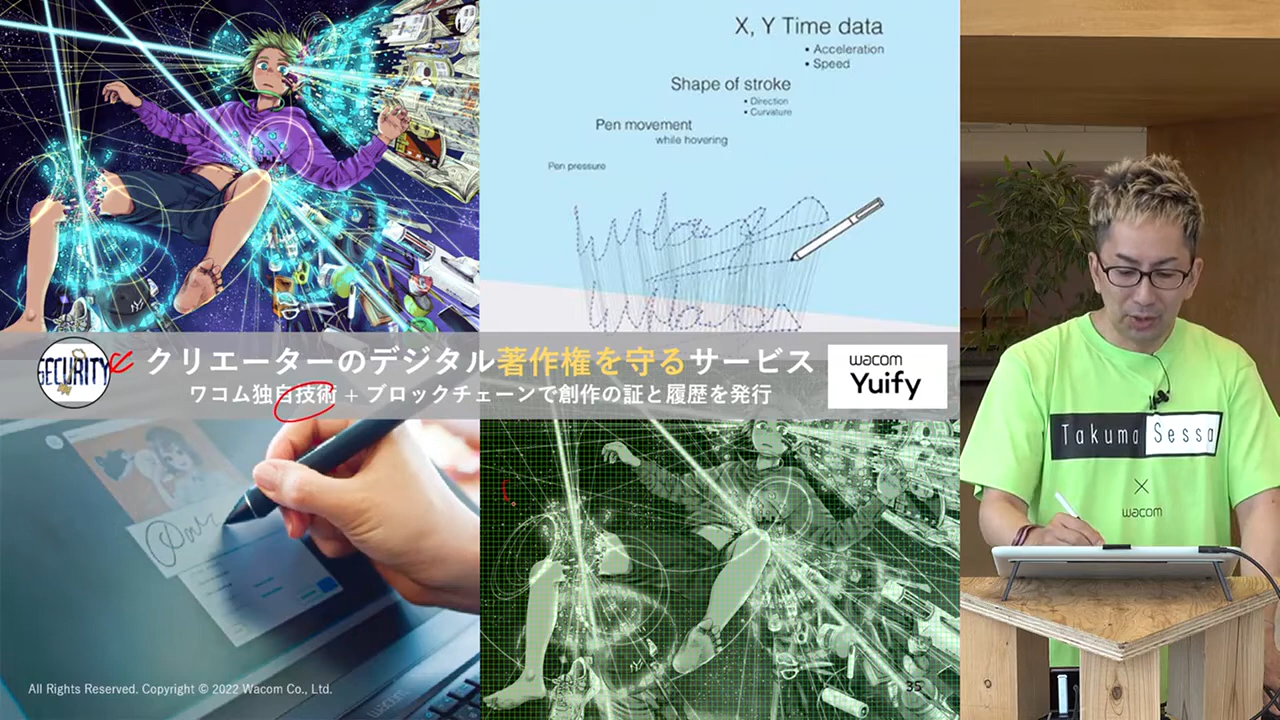 X, Y Time data
• Acceleration
• Speed
Shape of stroke
• Direction
• Curvature
Pen movement
while hovering
Pen pressure
Wacom
SECURITY
クリエーターのデジタル著作権を守るサービス
ワコム独自技術 + ブロックチェーンで創作の証と履歴を発行
wacom
Yuify
Takuma Sessa
×
wacom
All Rights Reserved. Copyright © 2022 Wacom Co., Ltd.
35